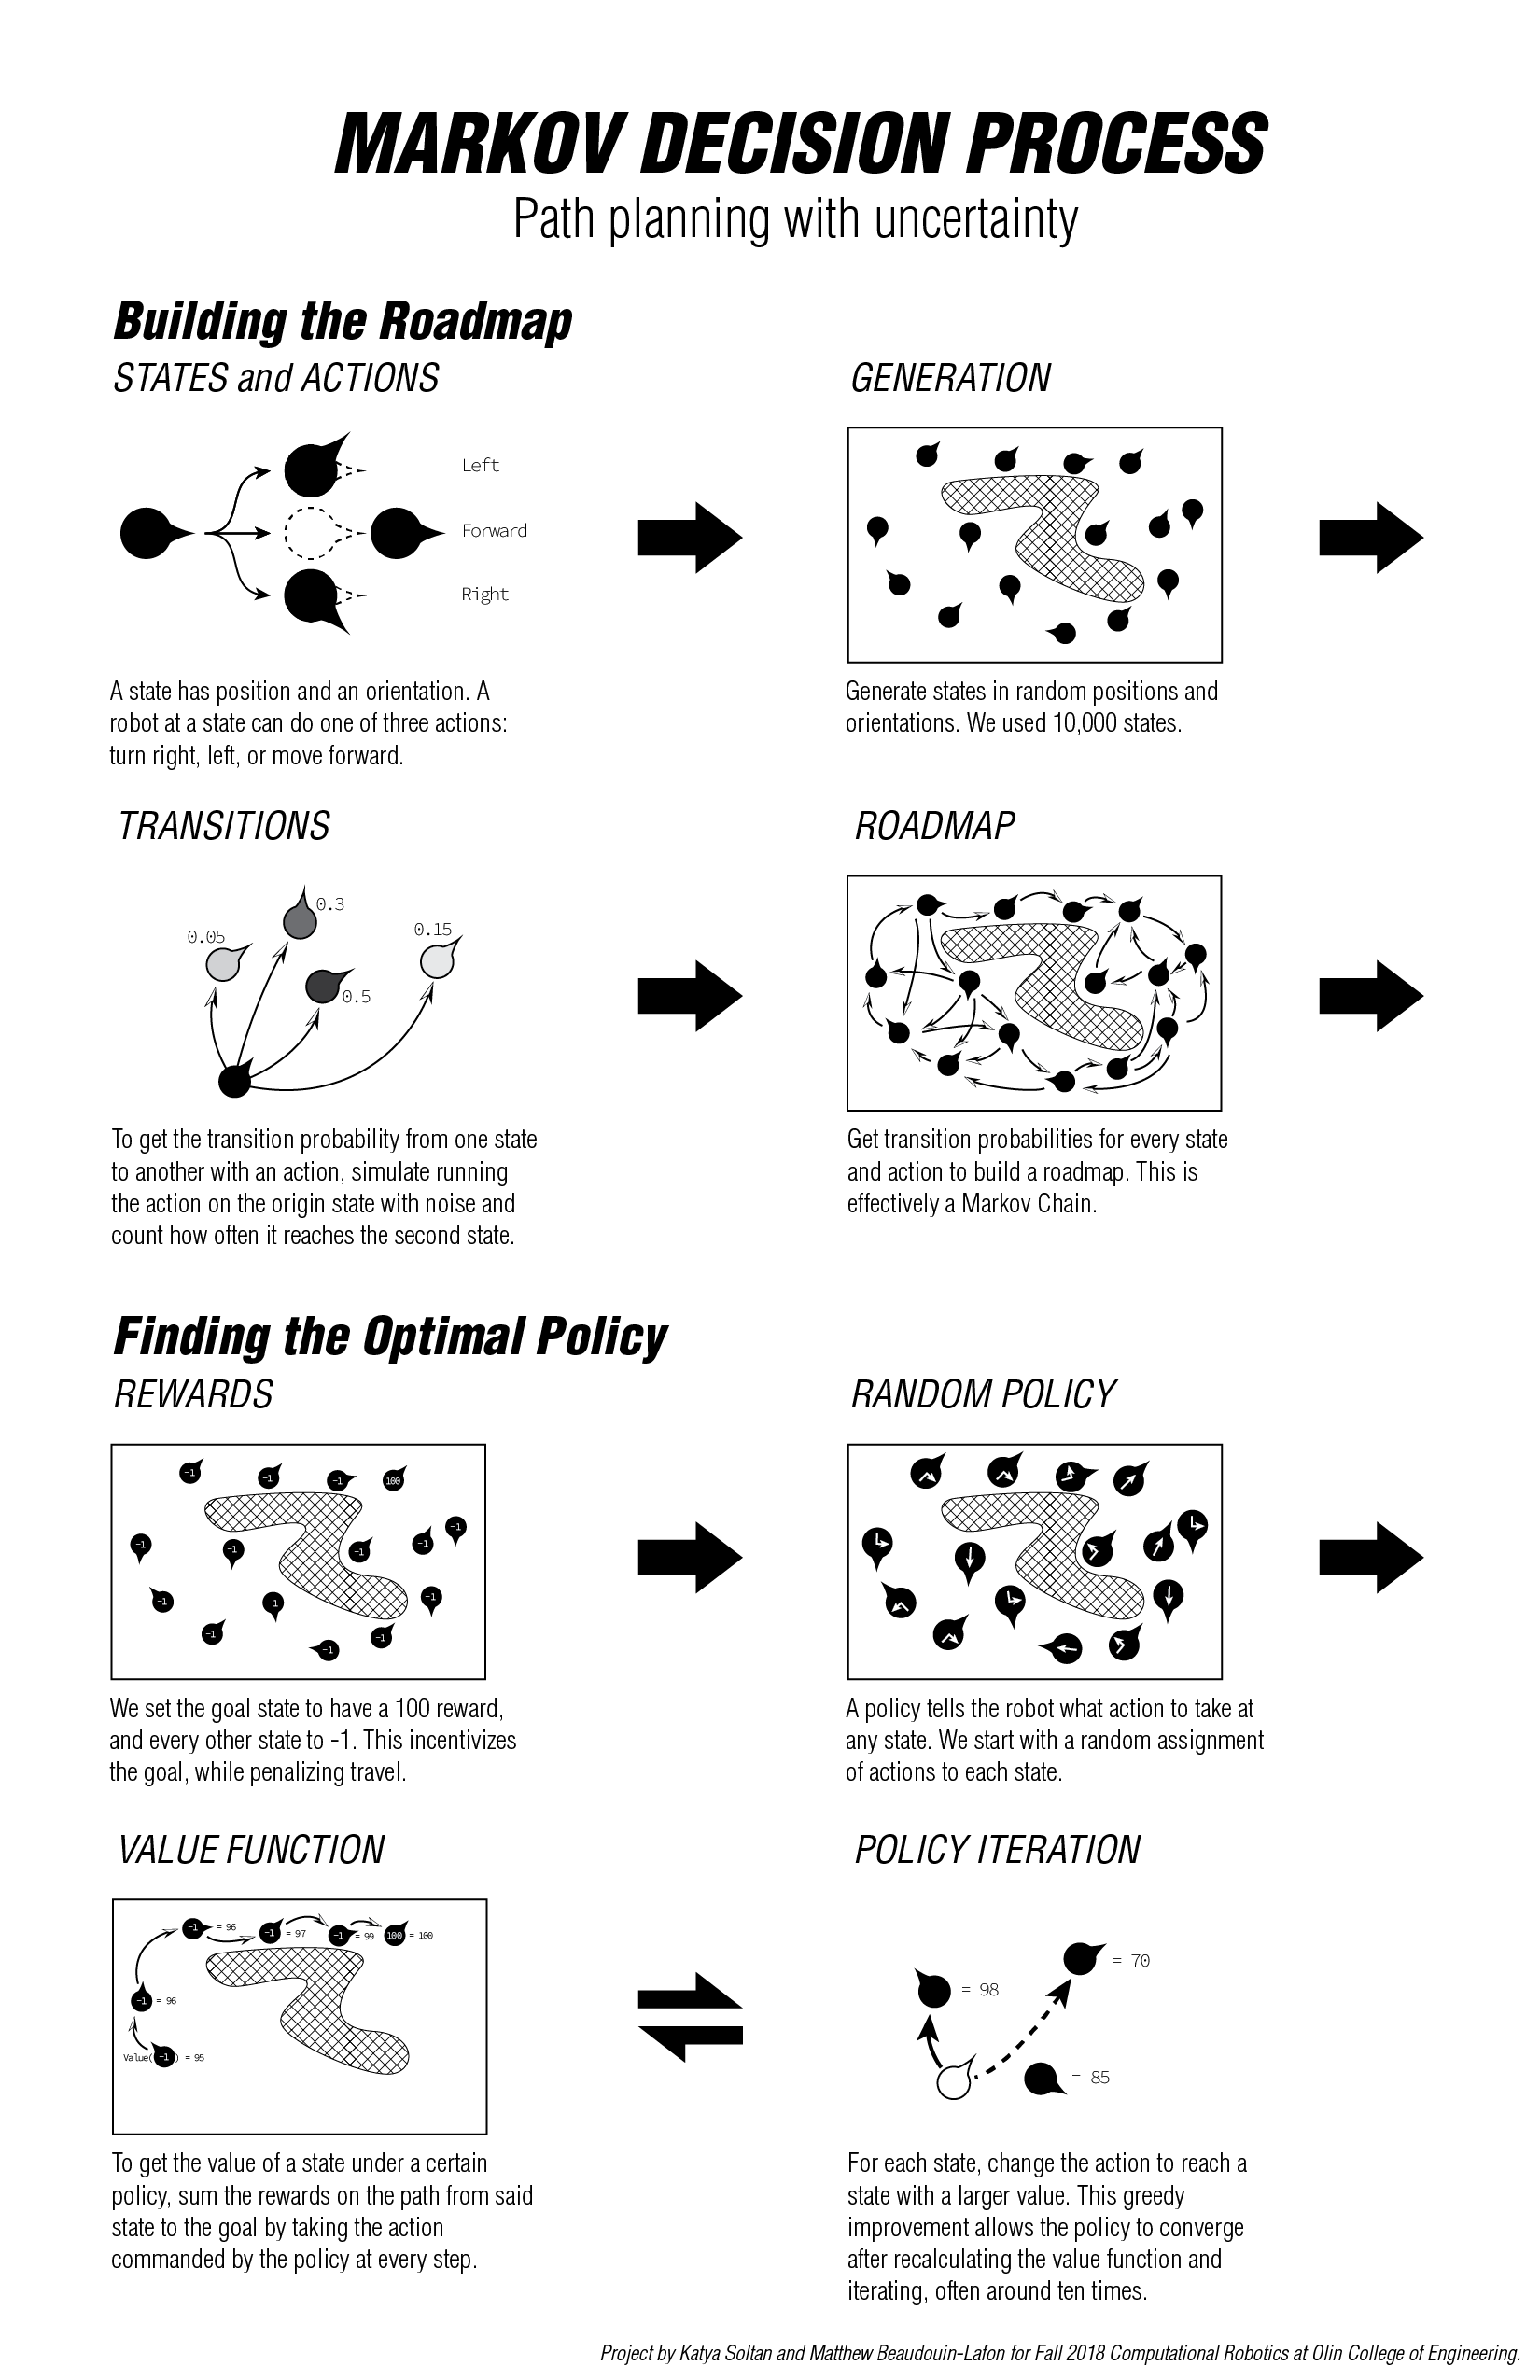 MARKOV DECISION PROCESS
Path planning with uncertainty
Building the Roadmap
STATES and ACTIONS
Left
Forward
Right
A state has position and an orientation. A
robot at a state can do one of three actions:
turn right, left, or move forward.
GENERATION
Generate states in random positions and
orientations. We used 10,000 states.
TRANSITIONS
0.3
0.05
0.15
0.5
To get the transition probability from one state
to another with an action, simulate running
the action on the origin state with noise and
count how often it reaches the second state.
ROADMAP
Get transition probabilities for every state
and action to build a roadmap. This is
effectively a Markov Chain.
Finding the Optimal Policy
REWARDS
-1
-1
-1
100
-1
-1
-1
-1
-1
-1
-1
-1
-1
-1
-1
We set the goal state to have a 100 reward,
and every other state to -1. This incentivizes
the goal, while penalizing travel.
RANDOM POLICY
A policy tells the robot what action to take at
any state. We start with a random assignment
of actions to each state.
VALUE FUNCTION
-1 = 96
-1 = 97
-1 = 99
100 = 100
-1 = 96
Value( -1 ) = 95
To get the value of a state under a certain
policy, sum the rewards on the path from said
state to the goal by taking the action
commanded by the policy at every step.
POLICY ITERATION
= 70
= 98
= 85
For each state, change the action to reach a
state with a larger value. This greedy
improvement allows the policy to converge
after recalculating the value function and
iterating, often around ten times.
Project by Katya Soltan and Matthew Beaudouin-Lafon for Fall 2018 Computational Robotics at Olin College of Engineering.